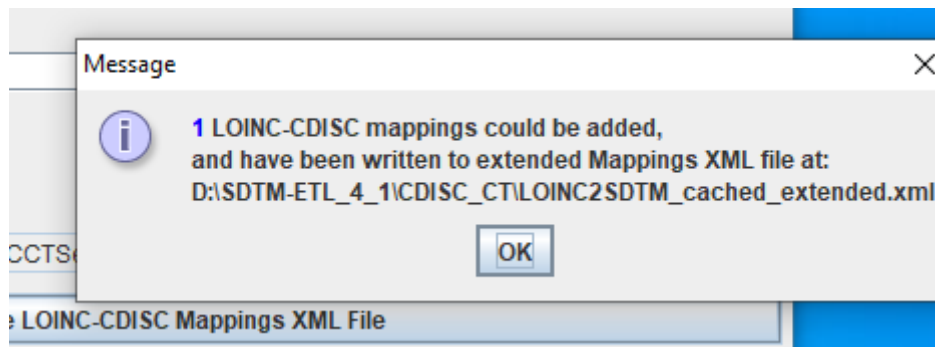 Message
1 LOINC-CDISC mappings could be added,
and have been written to extended Mappings XML file at:
D:\SDTM-ETL_4_1\CDISC_CT\LOINC2SDTM_cached_extended.xml
OK
LOINC-CDISC Mappings XML File